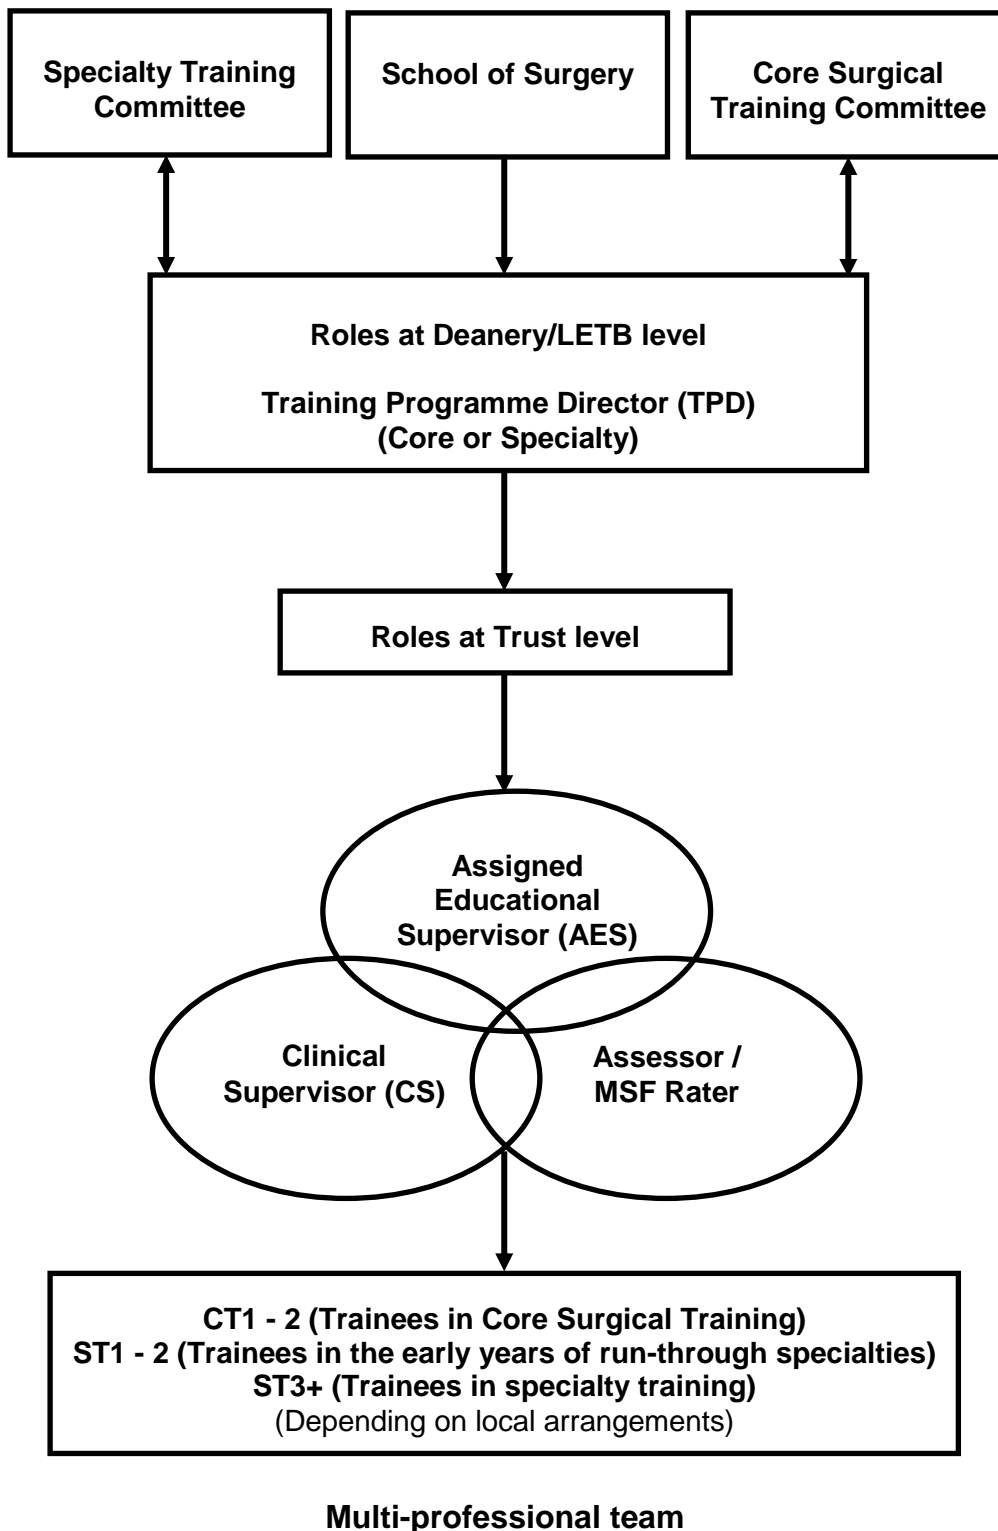 Specialty Training
Committee
School of Surgery
Core Surgical
Training Committee
Roles at Deanery/LETB level
Training Programme Director (TPD)
(Core or Specialty)
Roles at Trust level
Assigned
Educational
Supervisor (AES)
Clinical
Supervisor (CS)
Assessor /
MSF Rater
CT1 - 2 (Trainees in Core Surgical Training)
ST1 - 2 (Trainees in the early years of run-through specialties)
ST3+ (Trainees in specialty training)
(Depending on local arrangements)
Multi-professional team